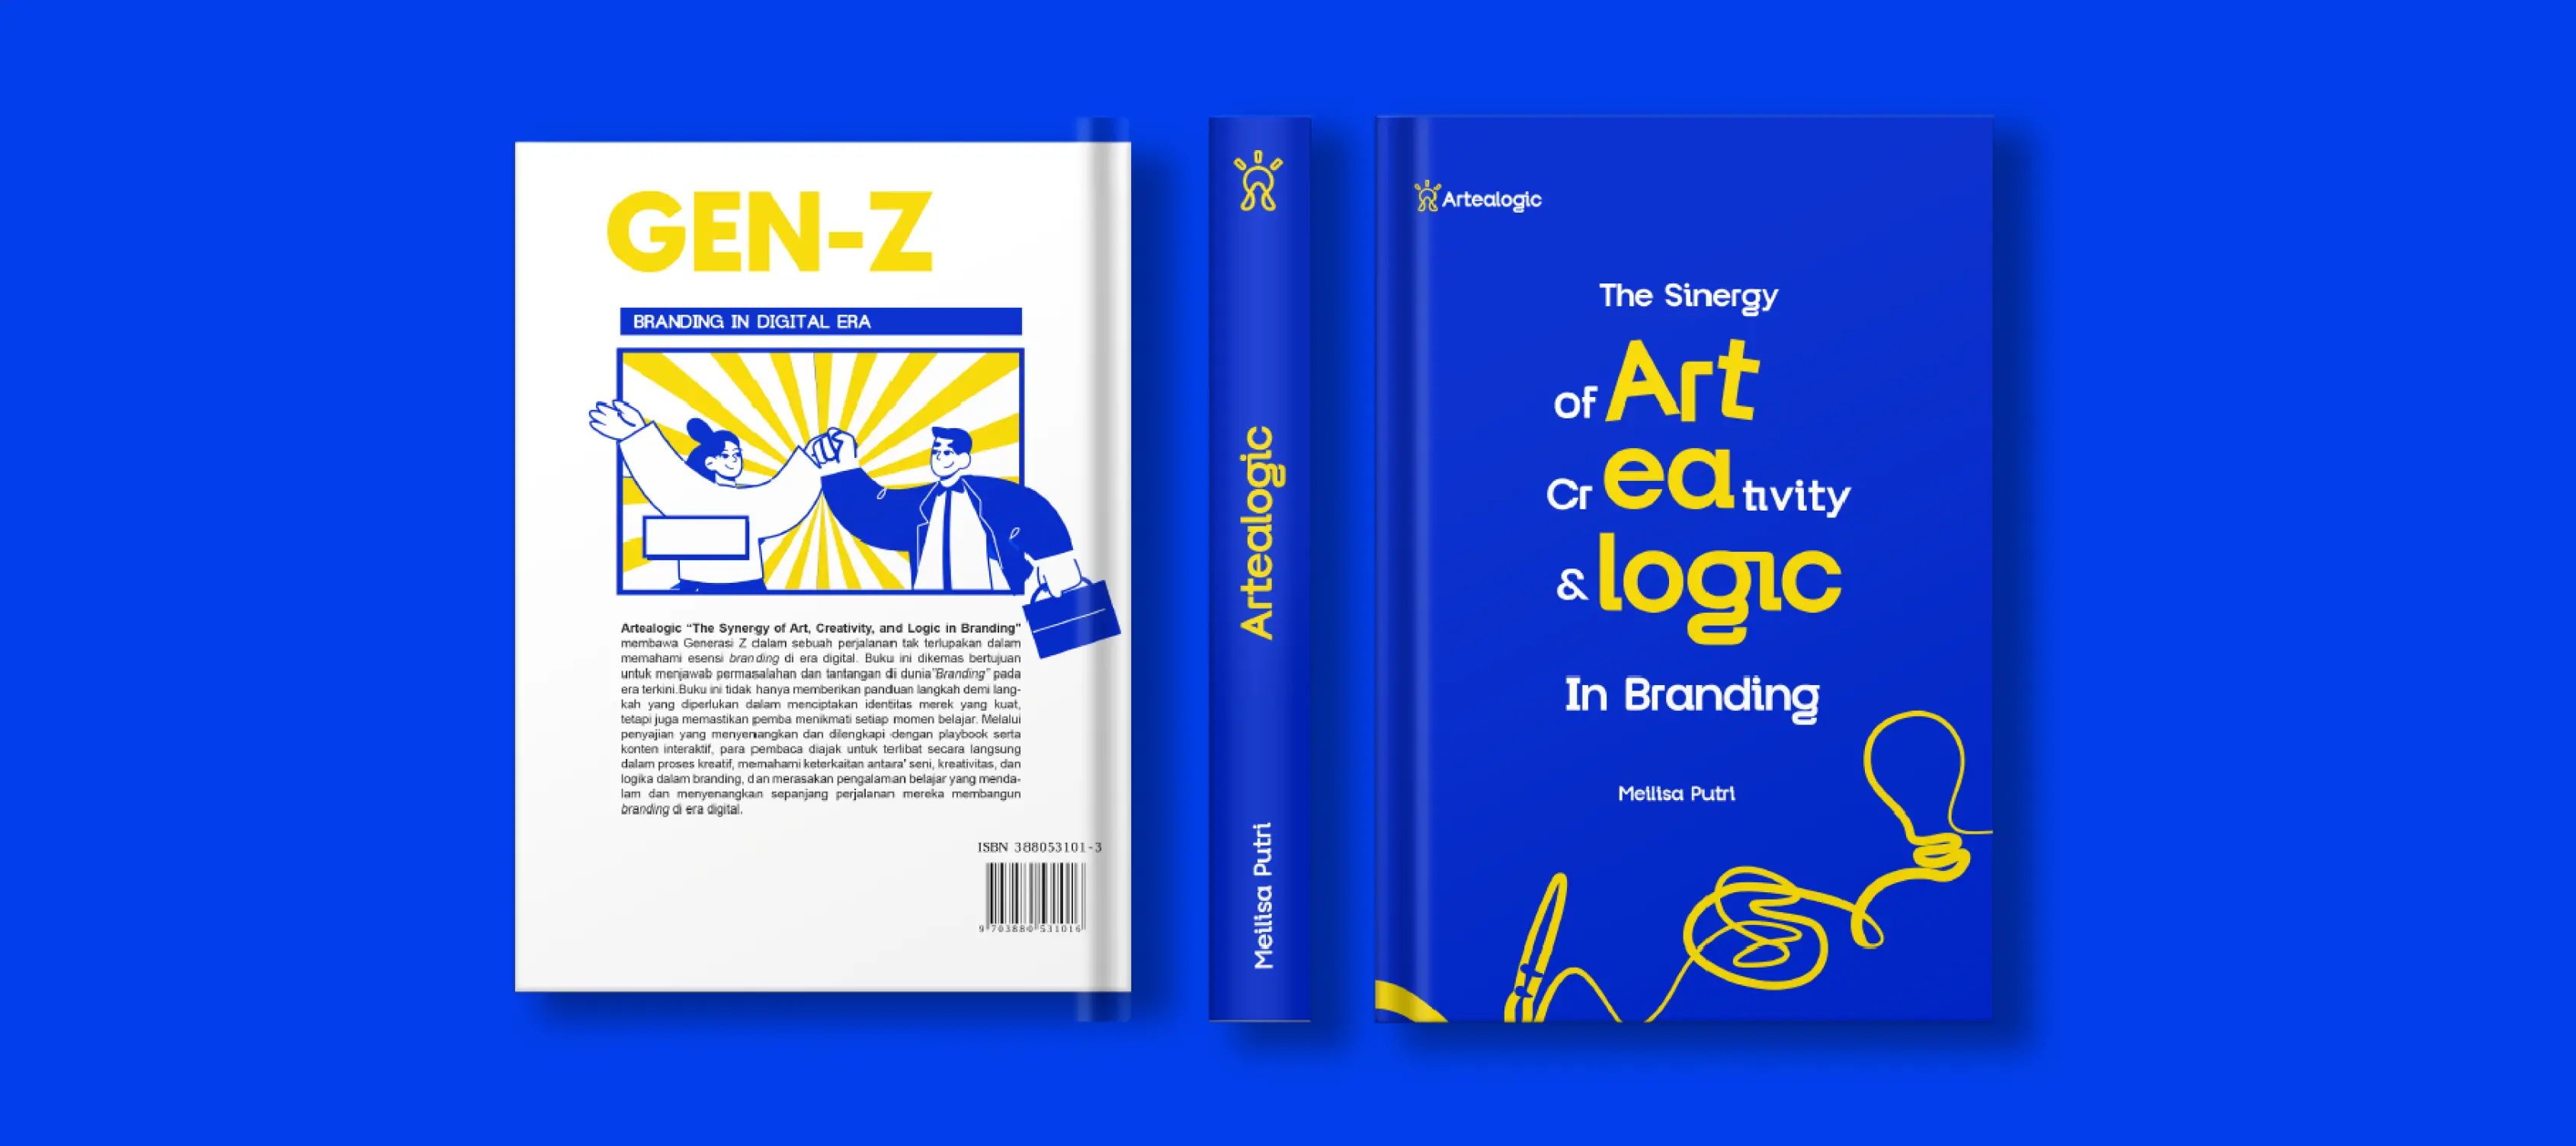 GEN-Z
BRANDING IN DIGITAL ERA
Artealogic “The Synergy of Art, Creativity, and Logic in Branding”
membawa Generasi Z dalam sebuah perjalanan tak terlupakan dalam
memahami esensi branding di era digital. Buku ini dikemas bertujuan
untuk menjawab permasalahan dan tantangan di dunia"Branding" pada
era terkini.Buku ini tidak hanya memberikan panduan langkah demi lang-
kah yang diperlukan dalam menciptakan identitas merek yang kuat,
tetapi juga memastikan pemba menikmati setiap momen belajar. Melalui
penyajian yang menyenangkan dan dilengkapi dengan playbook serta
konten interaktif, para pembaca diajak untuk terlibat secara langsung
dalam proses kreatif, memahami keterkaitan antara' seni, kreativitas, dan
logika dalam branding, dan merasakan pengalaman belajar yang menda-
lam dan menyenangkan sepanjang perjalanan mereka membangun
branding di era digital.
ISBN 388053101-3
9 703880 531016
Artealogic
Meilisa Putri
Artealogic
The Sinergy
of Art
Creativity
& logic
In Branding
Meilisa Putri